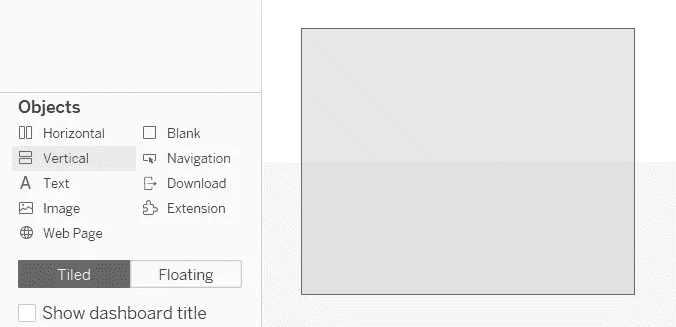 Objects
Horizontal
Blank
Vertical
Navigation
Text
Download
Image
Extension
Web Page
Tiled
Floating
Show dashboard title